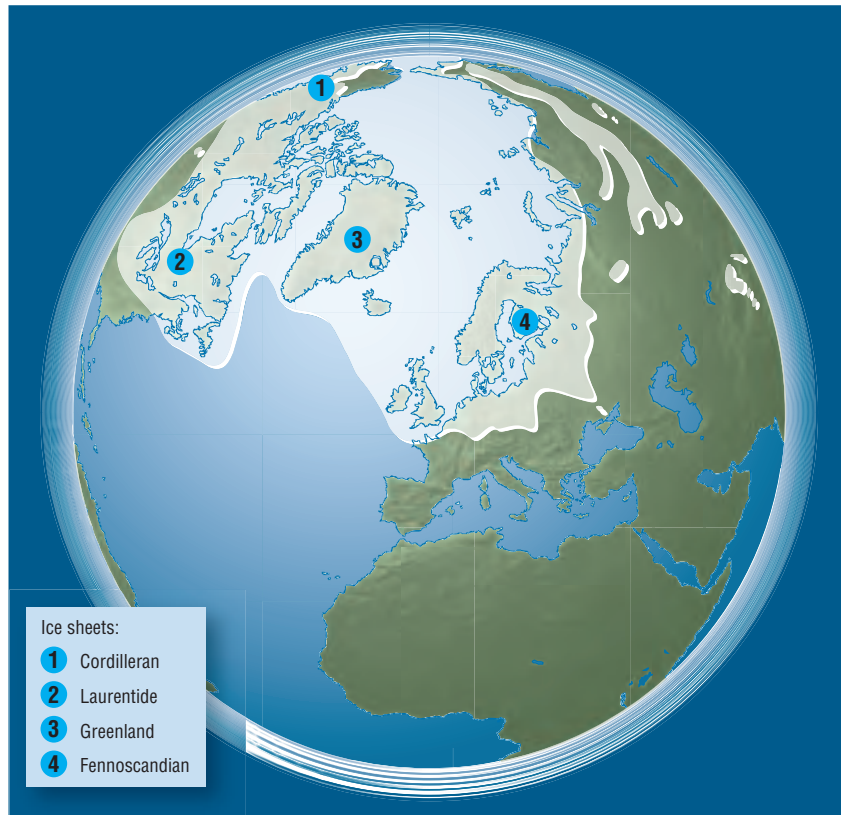 1
2
3
4
Ice sheets:
1 Cordilleran
2 Laurentide
3 Greenland
4 Fennoscandian